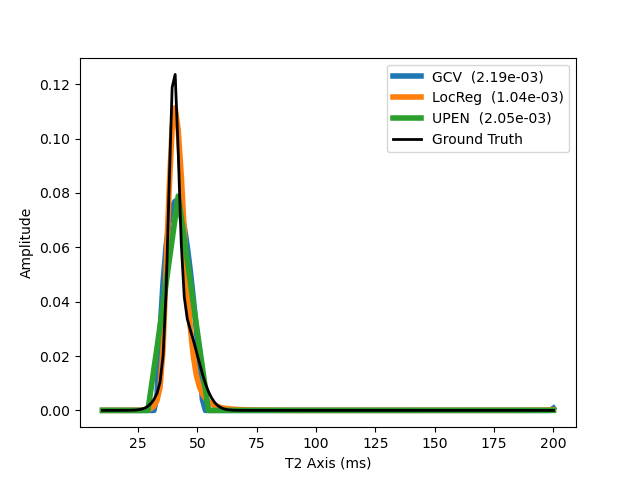 GCV (2.19e-03)
LocReg (1.04e-03)
UPEN (2.05e-03)
Ground Truth
0.12
0.10
0.08
0.06
0.04
0.02
0.00
Amplitude
25 50 75 100 125 150 175 200
T2 Axis (ms)